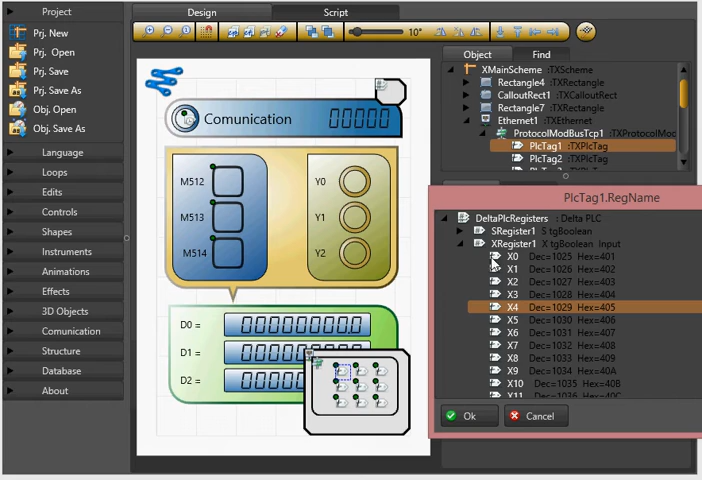 Project
Design
Script
Prj. New
Prj. Open
Prj. Save
Prj. Save As
Obj. Open
Obj. Save As
Language
Loops
Edits
Controls
Shapes
Instruments
Animations
Effects
3D Objects
Comunication
Structure
Database
About
10°
Comunication
00000
M512
M513
M514
Y0
Y1
Y2
D0 =
D1 =
D2 =
Object
Find
XMainScheme :TXScheme
Rectangle4 :TXRectangle
CalloutRect1 :TXCalloutRect
Rectangle7 :TXRectangle
Ethernet1 :TXEthernet
ProtocolModBusTcp1 :TXProtocolMod
PlcTag1 :TXPlcTag
PlcTag2 :TXPlcTag
PlcTag1.RegName
DeltaPlcRegisters : Delta PLC
SRegister1 S tgBoolean
XRegister1 X tgBoolean Input
X0 Dec=1025 Hex=401
X1 Dec=1026 Hex=402
X2 Dec=1027 Hex=403
X3 Dec=1028 Hex=404
X4 Dec=1029 Hex=405
X5 Dec=1030 Hex=406
X6 Dec=1031 Hex=407
X7 Dec=1032 Hex=408
X8 Dec=1033 Hex=409
X9 Dec=1034 Hex=40A
X10 Dec=1035 Hex=40B
X11 Dec=1036 Hex=40C
Ok
Cancel